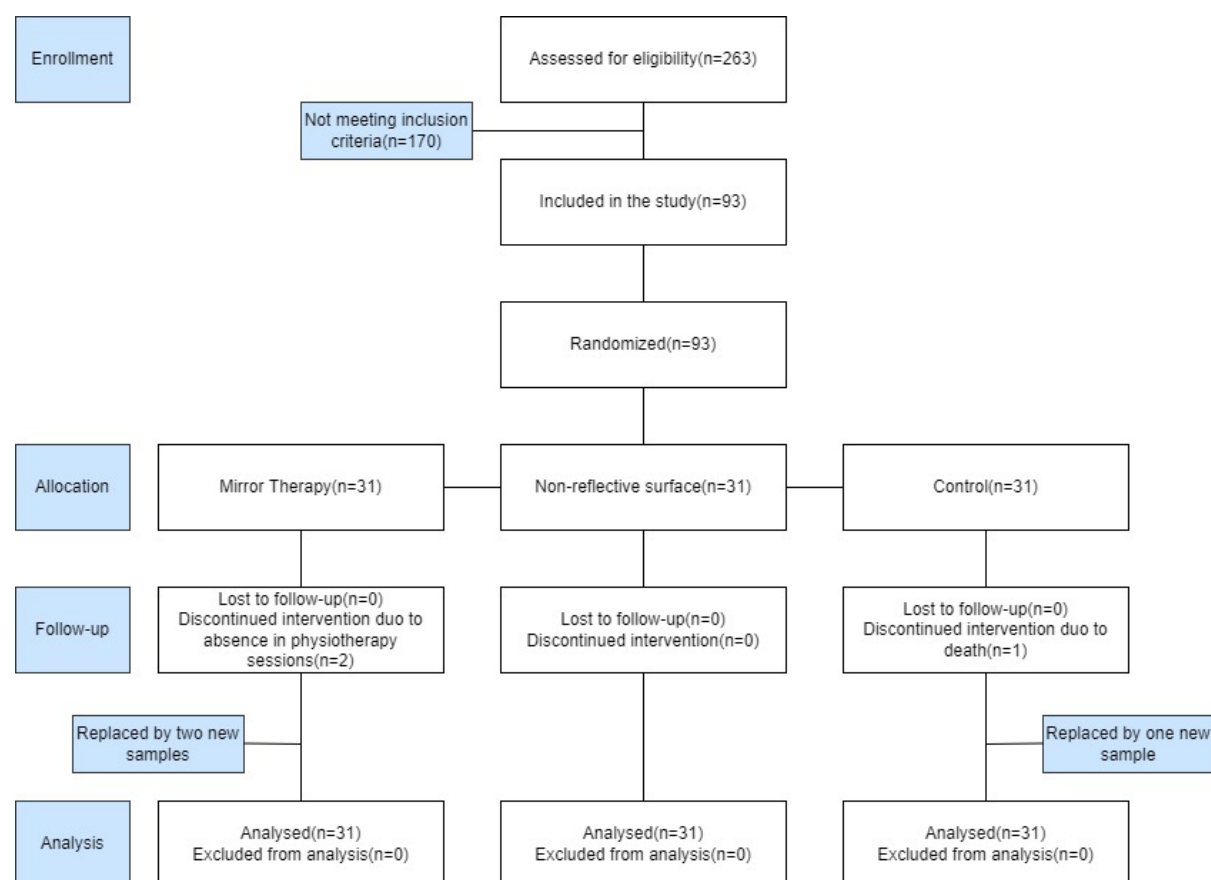 Enrollment
Assessed for eligibility(n=263)
Not meeting inclusion
criteria(n=170)
Included in the study(n=93)
Randomized(n=93)
Allocation
Mirror Therapy(n=31)
Non-reflective surface(n=31)
Control(n=31)
Follow-up
Lost to follow-up(n=0)
Discontinued intervention duo to
absence in physiotherapy
sessions(n=2)
Lost to follow-up(n=0)
Discontinued intervention(n=0)
Lost to follow-up(n=0)
Discontinued intervention duo to
death(n=1)
Replaced by two new
samples
Replaced by one new
sample
Analysis
Analysed(n=31)
Excluded from analysis(n=0)
Analysed(n=31)
Excluded from analysis(n=0)
Analysed(n=31)
Excluded from analysis(n=0)